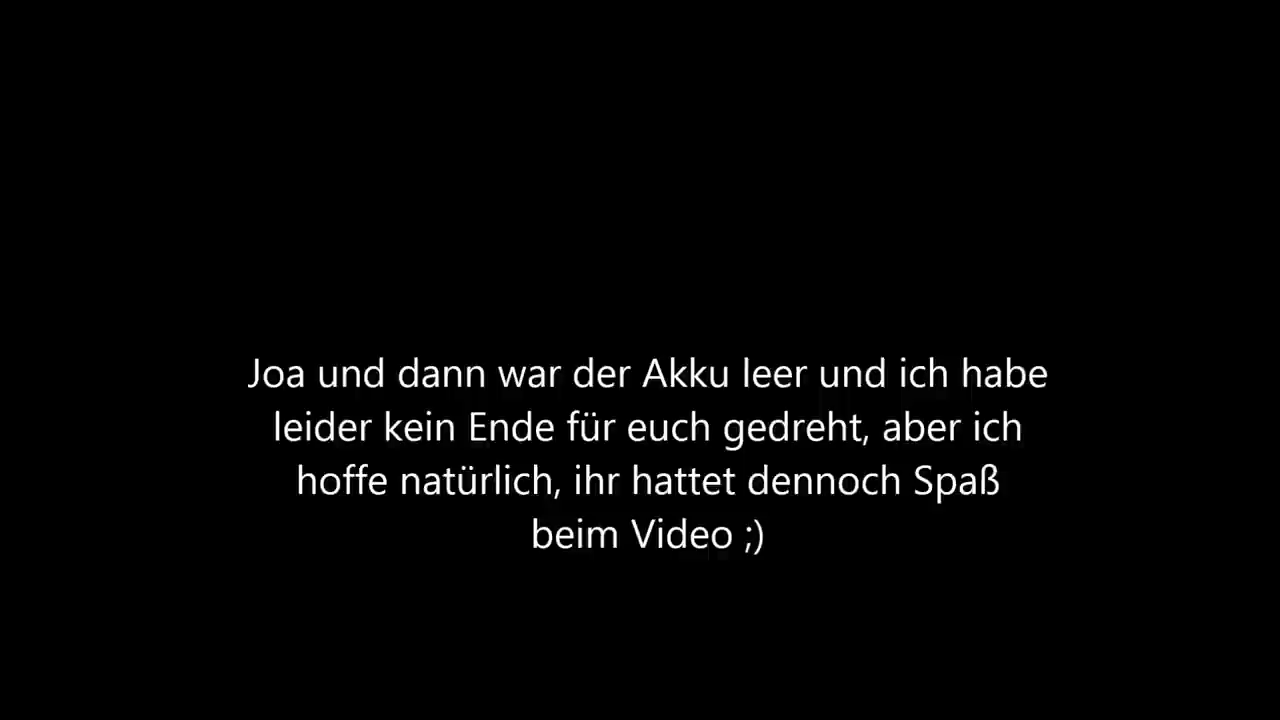 Joa und dann war der Akku leer und ich habe
leider kein Ende für euch gedreht, aber ich
hoffe natürlich, ihr hattet dennoch Spaß
beim Video ;)